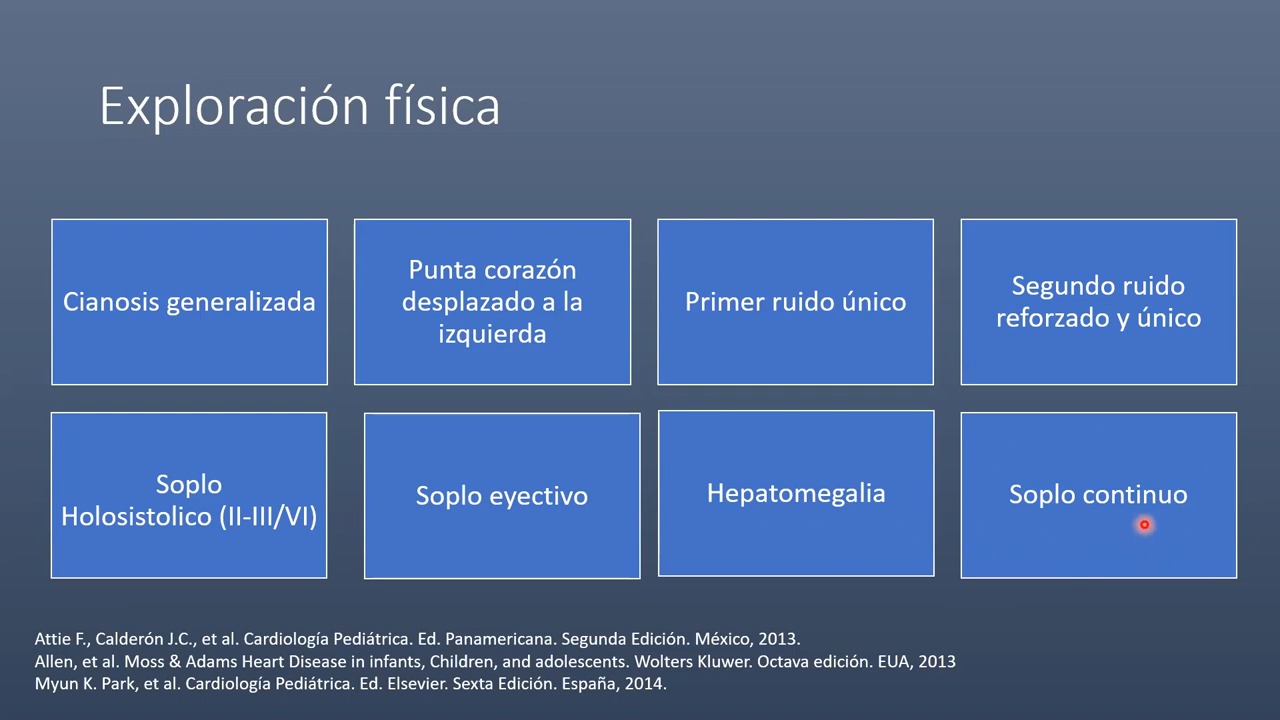 Exploración física
Cianosis generalizada
Punta corazón
desplazado a la
izquierda
Primer ruido único
Segundo ruido
reforzado y único
Soplo
Holosistolico (II-III/VI)
Soplo eyectivo
Hepatomegalia
Soplo continuo
Attie F., Calderón J.C., et al. Cardiología Pediátrica. Ed. Panamericana. Segunda Edición. México, 2013.
Allen, et al. Moss & Adams Heart Disease in infants, Children, and adolescents. Wolters Kluwer. Octava edición. EUA, 2013
Myun K. Park, et al. Cardiología Pediátrica. Ed. Elsevier. Sexta Edición. España, 2014.